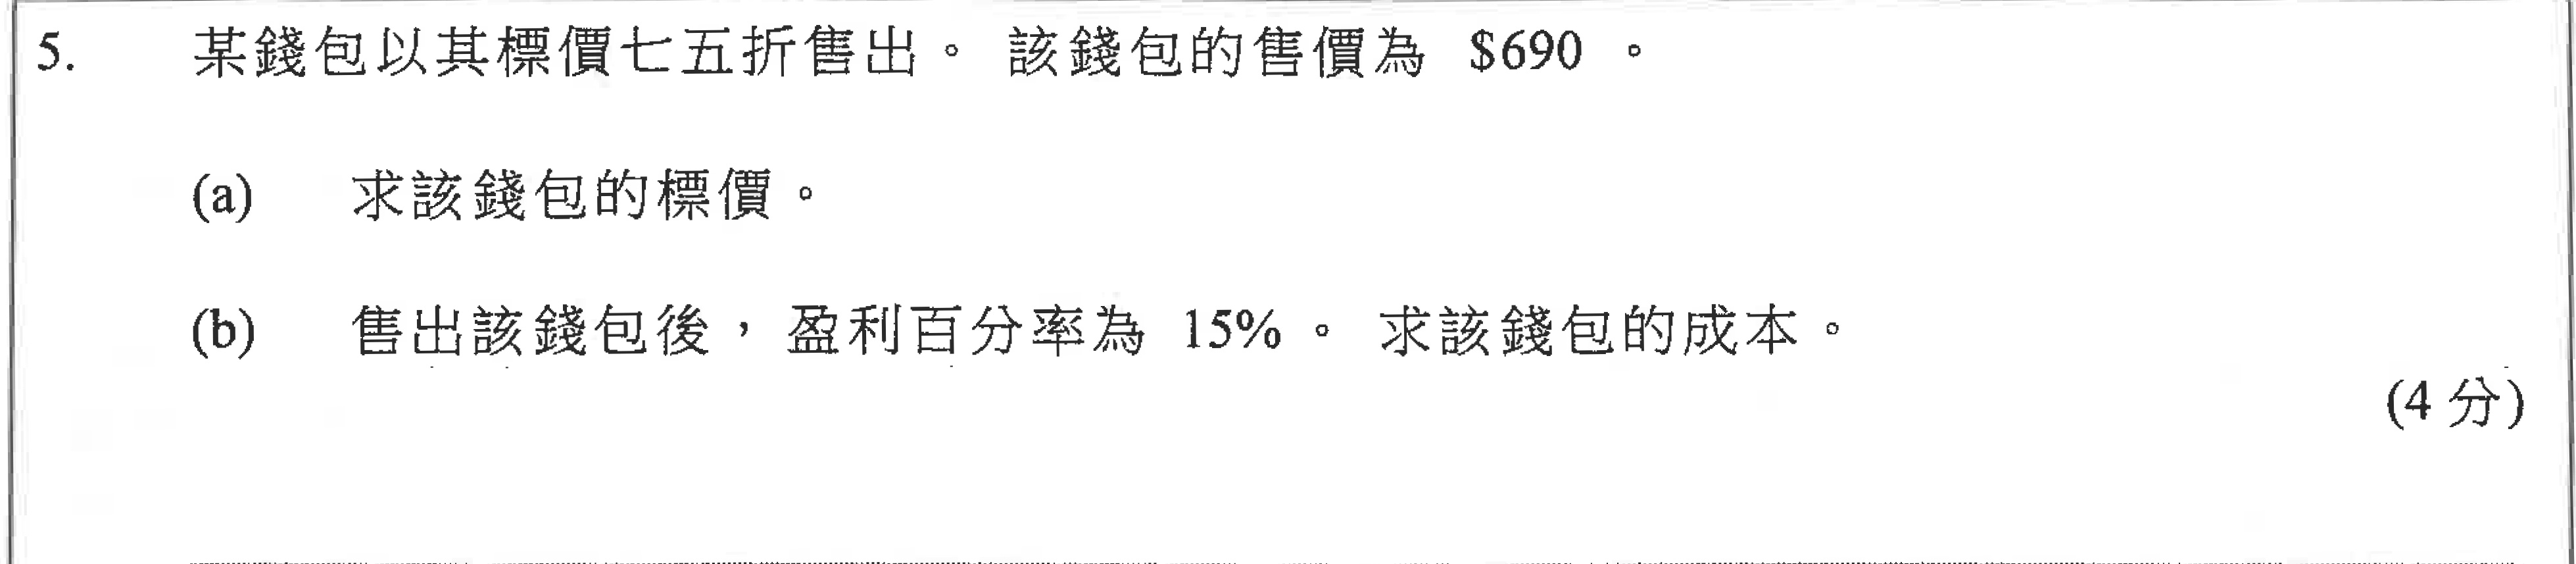 5. 某錢包以其標價七五折售出。 該錢包的售價為 $690 。
(a) 求該錢包的標價。
(b) 售出該錢包後，盈利百分率為 15% 。 求該錢包的成本。
(4 分)